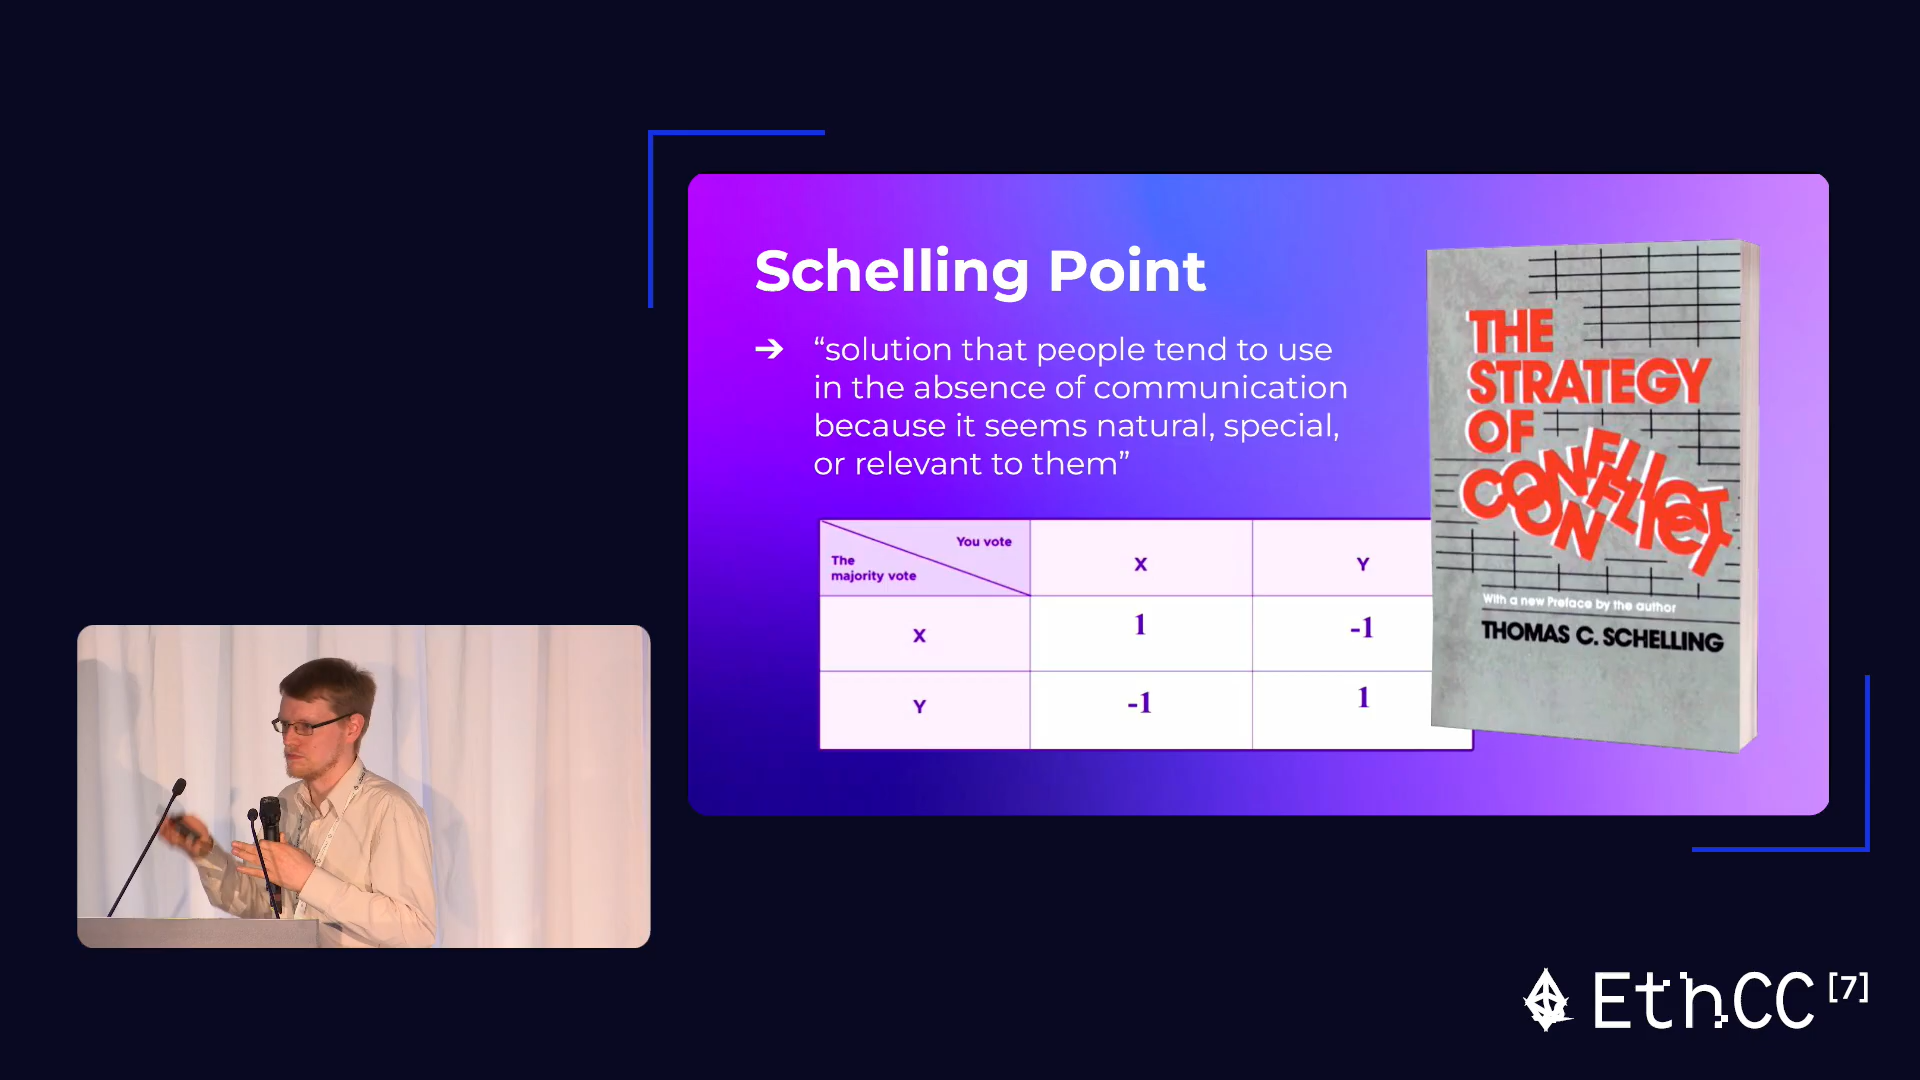 Schelling Point
➔ “solution that people tend to use
in the absence of communication
because it seems natural, special,
or relevant to them”
You vote
The
majority vote
X
Y
X
1
-1
Y
-1
1
THE
STRATEGY
OF
CONFLICT
With a new Preface by the author
THOMAS C. SCHELLING
EthCC [7]